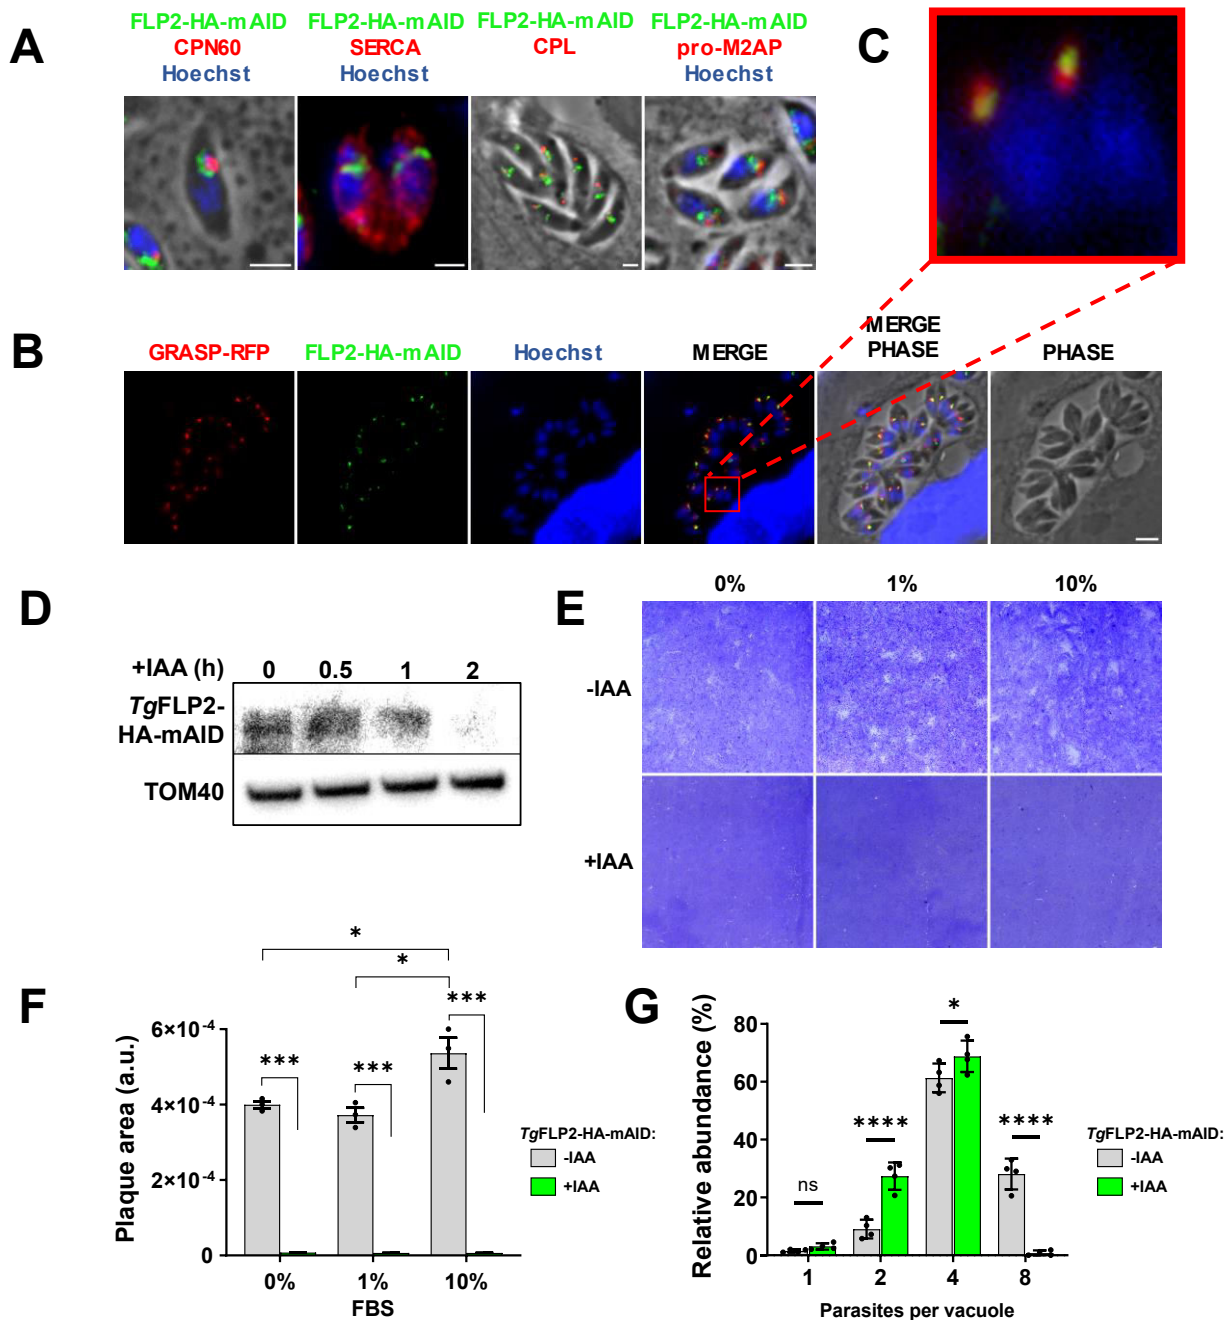 A
FLP2-HA-mAID
CPN60
Hoechst
FLP2-HA-mAID
SERCA
Hoechst
FLP2-HA-mAID
CPL
FLP2-HA-mAID
pro-M2AP
Hoechst
C
B
GRASP-RFP
FLP2-HA-mAID
Hoechst
MERGE
MERGE
PHASE
PHASE
D
+IAA (h)
0 0.5 1 2
TgFLP2-
HA-mAID
TOM40
E
0% 1% 10%
-IAA
+IAA
F
Plaque area (a.u.)
6×10⁻⁴
4×10⁻⁴
2×10⁻⁴
0
*
*
***
***
***
0% 1% 10%
FBS
TgFLP2-HA-mAID:
-IAA
+IAA
G
Relative abundance (%)
80
60
40
20
0
ns
****
*
****
1 2 4 8
Parasites per vacuole
TgFLP2-HA-mAID:
-IAA
+IAA